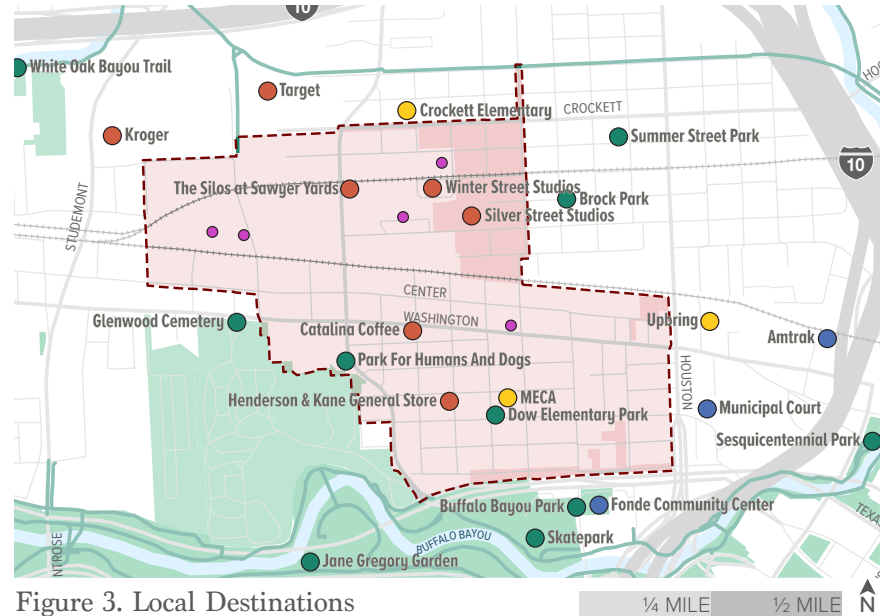 10
White Oak Bayou Trail
Target
Crockett Elementary
CROCKETT
HO
Kroger
Summer Street Park
10
The Silos at Sawyer Yards
Winter Street Studios
Brock Park
Silver Street Studios
STUDEMONT
CENTER
WASHINGTON
Glenwood Cemetery
Catalina Coffee
Upbring
Amtrak
Park For Humans And Dogs
HOUSTON
Henderson & Kane General Store
MECA
Municipal Court
Dow Elementary Park
Sesquicentennial Park
Buffalo Bayou Park
Fonde Community Center
TEXA
BUFFALO BAYOU
Skatepark
NTROSE
Jane Gregory Garden
Figure 3. Local Destinations
¼ MILE
½ MILE
N